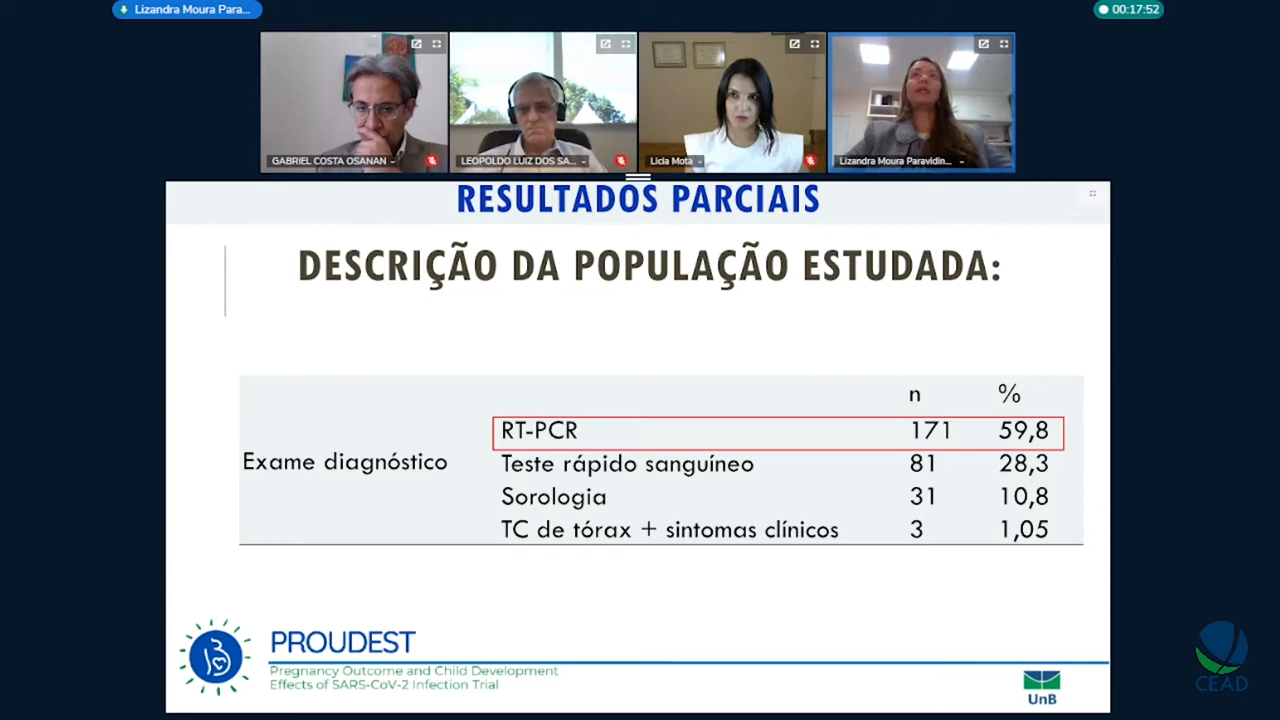 Lizandra Moura Para...
00:17:52
GABRIEL COSTA OSANAN
LEOPOLDO LUIZ DOS SA...
Licia Mota
Lizandra Moura Paravidin...
RESULTADOS PARCIAIS
DESCRIÇÃO DA POPULAÇÃO ESTUDADA:
n %
RT-PCR 171 59,8
Exame diagnóstico
Teste rápido sanguíneo 81 28,3
Sorologia 31 10,8
TC de tórax + sintomas clínicos 3 1,05
PROUDEST
Pregnancy Outcome and Child Development
Effects of SARS-CoV-2 Infection Trial
UnB
CEAD